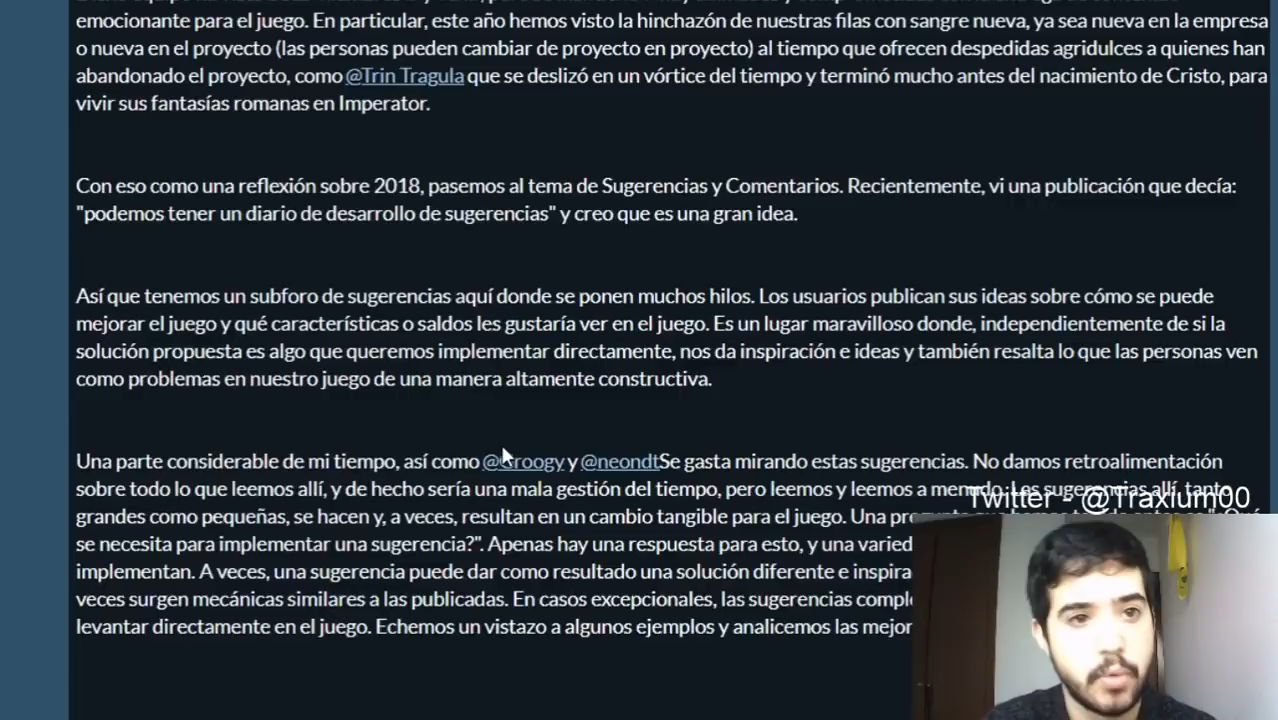 emocionante para el juego. En particular, este año hemos visto la hinchazón de nuestras filas con sangre nueva, ya sea nueva en la empresa
o nueva en el proyecto (las personas pueden cambiar de proyecto en proyecto) al tiempo que ofrecen despedidas agridulces a quienes han
abandonado el proyecto, como @Trin Tragula que se deslizó en un vórtice del tiempo y terminó mucho antes del nacimiento de Cristo, para
vivir sus fantasías romanas en Imperator.
Con eso como una reflexión sobre 2018, pasemos al tema de Sugerencias y Comentarios. Recientemente, vi una publicación que decía:
"podemos tener un diario de desarrollo de sugerencias" y creo que es una gran idea.
Así que tenemos un subforo de sugerencias aquí donde se ponen muchos hilos. Los usuarios publican sus ideas sobre cómo se puede
mejorar el juego y qué características o saldos les gustaría ver en el juego. Es un lugar maravilloso donde, independientemente de si la
solución propuesta es algo que queremos implementar directamente, nos da inspiración e ideas y también resalta lo que las personas ven
como problemas en nuestro juego de una manera altamente constructiva.
Una parte considerable de mi tiempo, así como @Groogy y @neondtSe gasta mirando estas sugerencias. No damos retroalimentación
sobre todo lo que leemos allí, y de hecho sería una mala gestión del tiempo, pero leemos y leemos a menudo. Las sugerencias allí, tanto
Twitter - @Traxium00
grandes como pequeñas, se hacen y, a veces, resultan en un cambio tangible para el juego. Una
se necesita para implementar una sugerencia?". Apenas hay una respuesta para esto, y una
implementan. A veces, una sugerencia puede dar como resultado una solución diferente e
veces surgen mecánicas similares a las publicadas. En casos excepcionales, las sugerencias
levantar directamente en el juego. Echemos un vistazo a algunos ejemplos y analicemos las